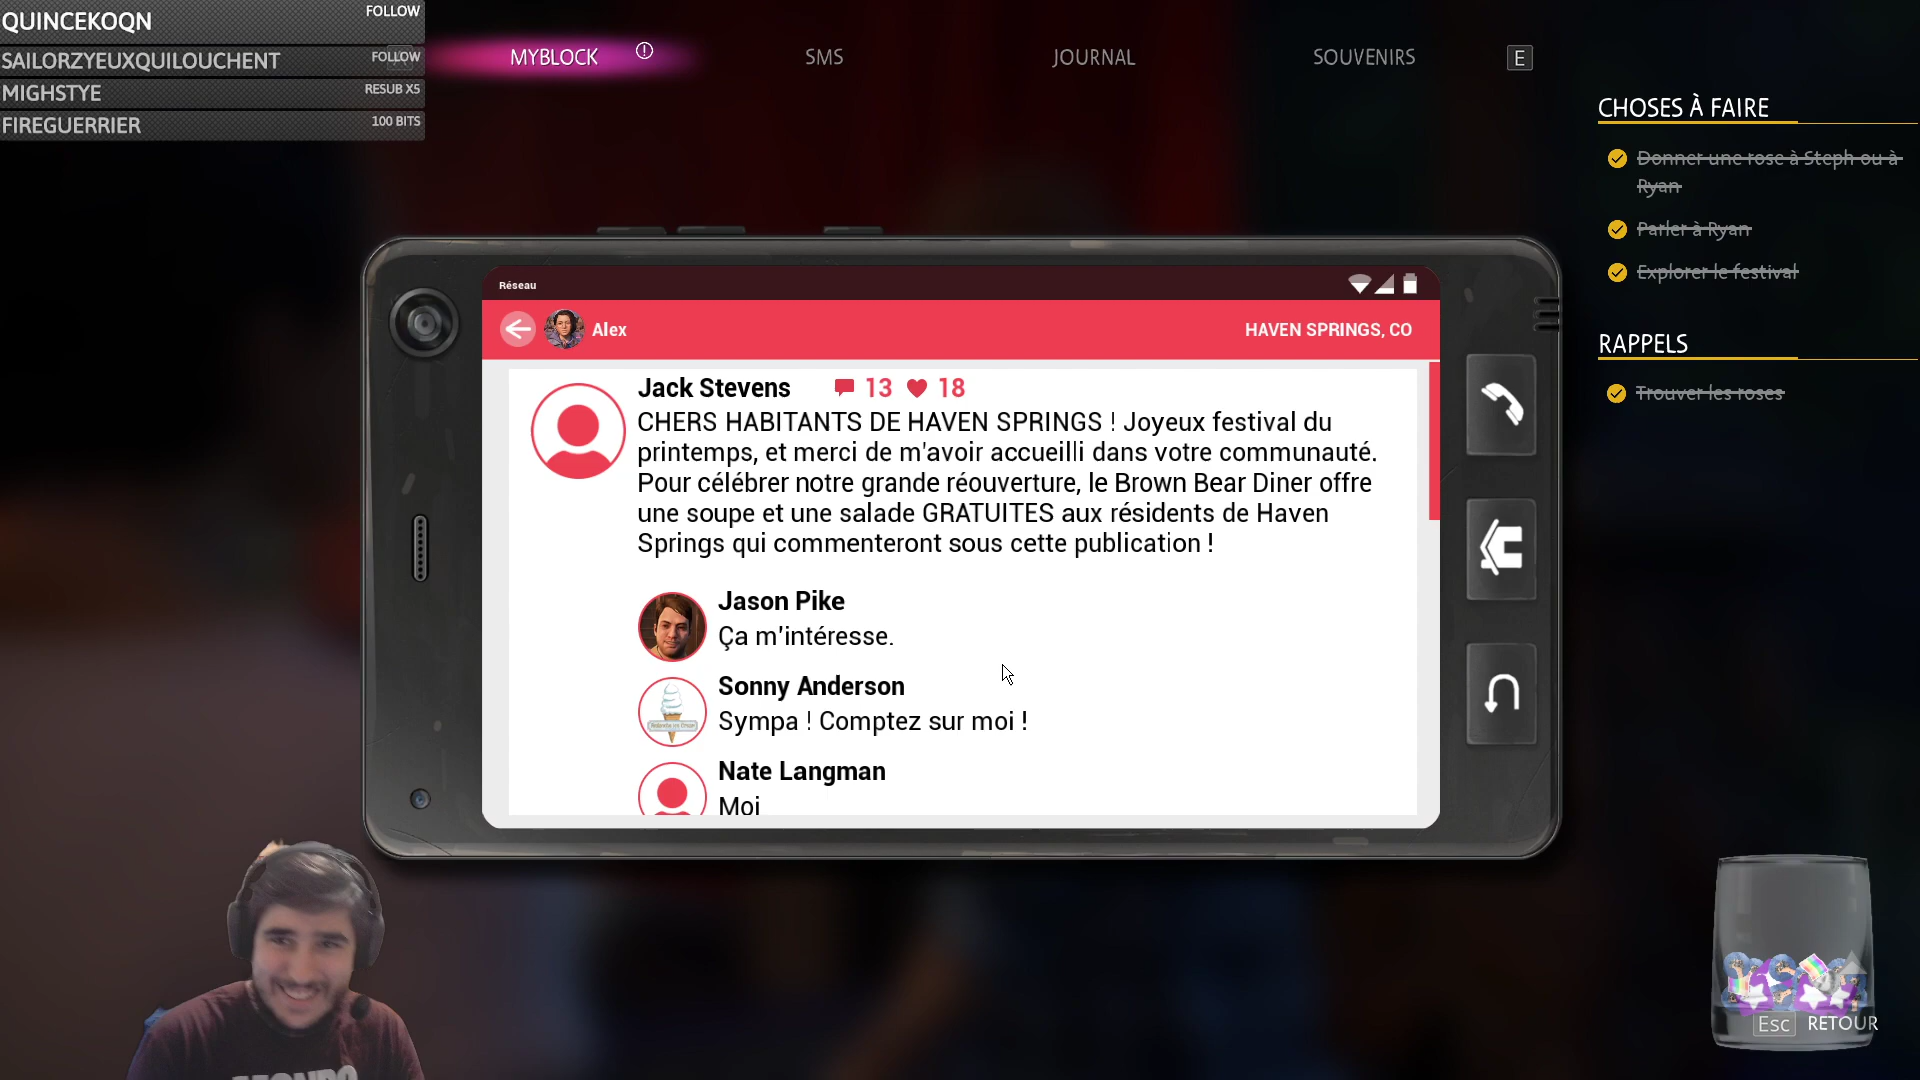 QUINCEKOQN
FOLLOW
SAILORZYEUXQUILOUCHENT
FOLLOW
MIGHSTYE
RESUB X5
FIREGUERRIER
100 BITS
MYBLOCK
SMS
JOURNAL
SOUVENIRS
E
CHOSES À FAIRE
Donner une rose à Steph ou à
Ryan
Parler à Ryan
Explorer le festival
RAPPELS
Trouver les roses
Réseau
Alex
HAVEN SPRINGS, CO
Jack Stevens 13 18
CHERS HABITANTS DE HAVEN SPRINGS ! Joyeux festival du
printemps, et merci de m'avoir accueilli dans votre communauté.
Pour célébrer notre grande réouverture, le Brown Bear Diner offre
une soupe et une salade GRATUITES aux résidents de Haven
Springs qui commenteront sous cette publication !
Jason Pike
Ça m'intéresse.
Sonny Anderson
Sympa ! Comptez sur moi !
Nate Langman
Moi
Esc RETOUR